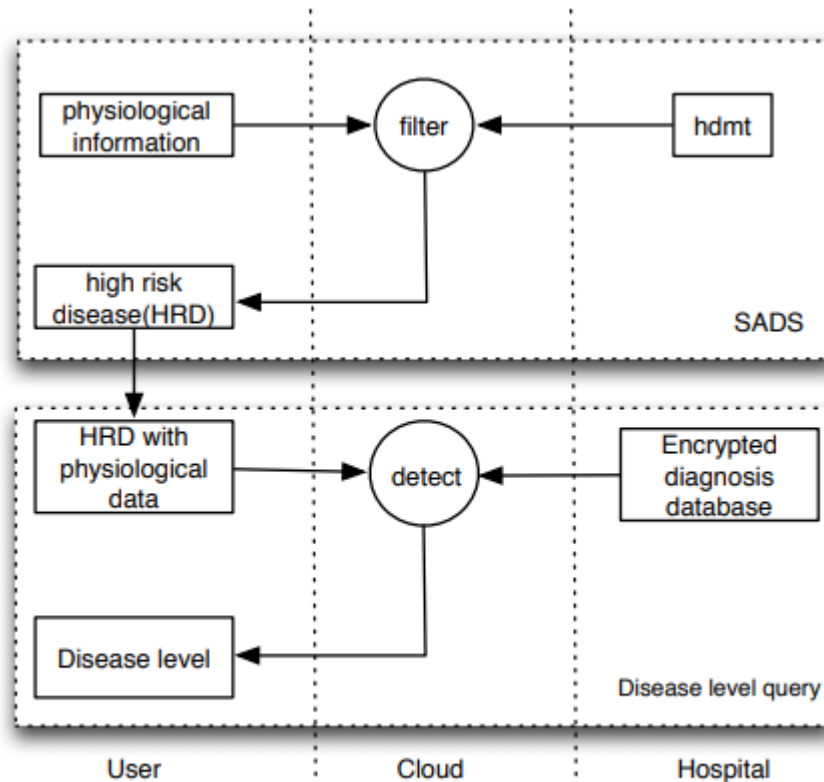 physiological
information
filter
hdmt
high risk
disease(HRD)
SADS
HRD with
physiological
data
detect
Encrypted
diagnosis
database
Disease level
Disease level query
User
Cloud
Hospital